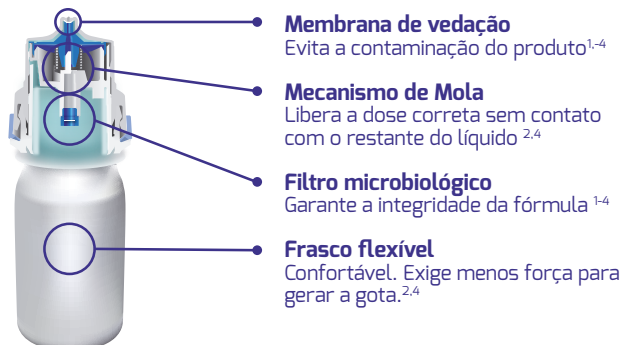 Membrana de vedação
Evita a contaminação do produto¹,⁻⁴
Mecanismo de Mola
Libera a dose correta sem contato
com o restante do líquido ²,⁴
Filtro microbiológico
Garante a integridade da fórmula ¹⁻⁴
Frasco flexível
Confortável. Exige menos força para
gerar a gota.²,⁴